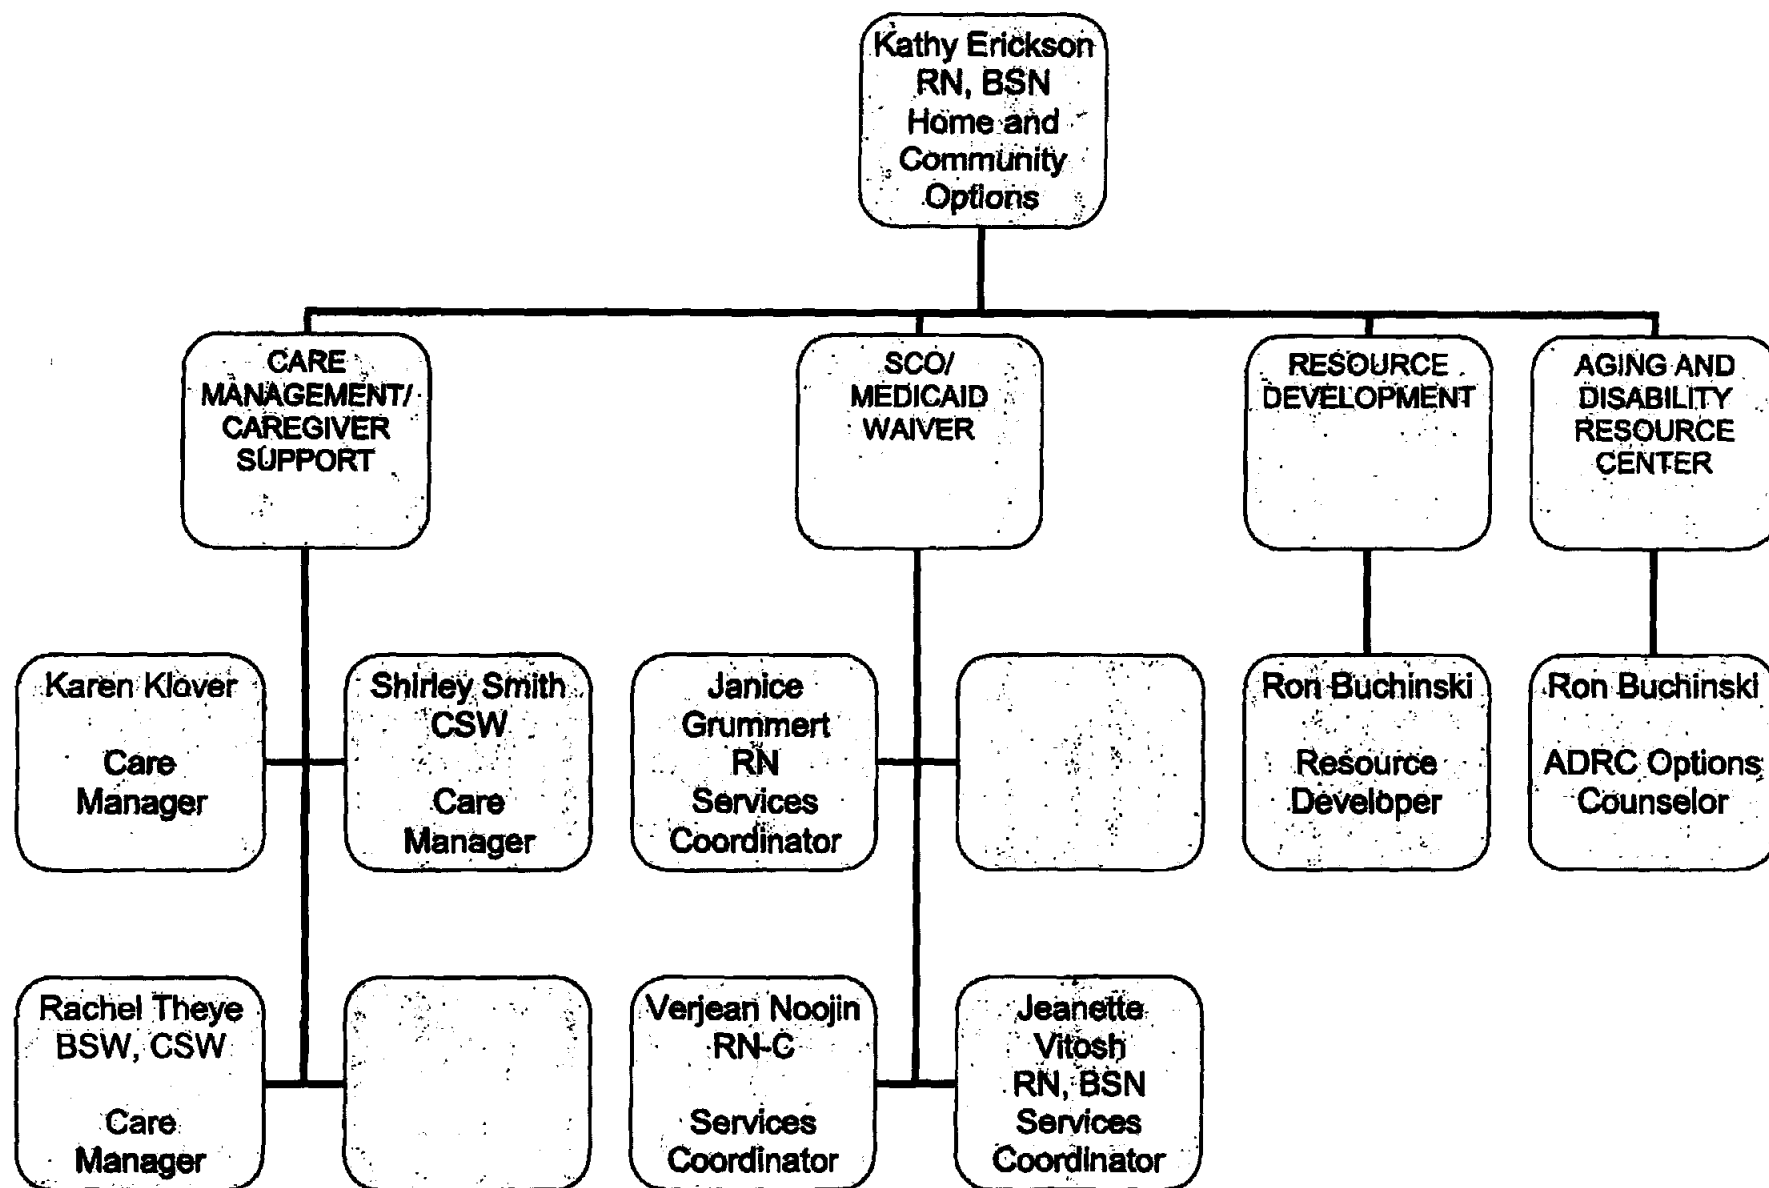 Kathy Erickson
RN, BSN
Home and
Community
Options
CARE
MANAGEMENT/
CAREGIVER
SUPPORT
SCO/
MEDICAID
WAIVER
RESOURCE
DEVELOPMENT
AGING AND
DISABILITY
RESOURCE
CENTER
Karen Klover
Care
Manager
Shirley Smith
CSW
Care
Manager
Janice
Grummert
RN
Services
Coordinator
Ron Buchinski
Resource
Developer
Ron Buchinski
ADRC Options
Counselor
Rachel Theye
BSW, CSW
Care
Manager
Verjean Noojin
RN-C
Services
Coordinator
Jeanette
Vitosh
RN, BSN
Services
Coordinator